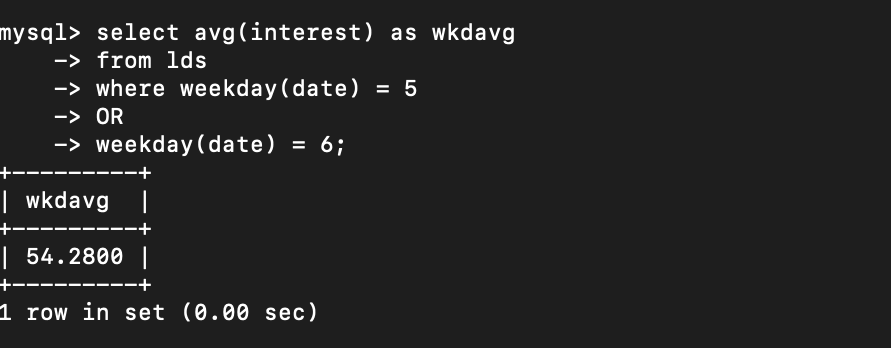 mysql> select avg(interest) as wkdavg
    -> from lds
    -> where weekday(date) = 5
    -> OR
    -> weekday(date) = 6;
+---------+
| wkdavg  |
+---------+
| 54.2800 |
+---------+
1 row in set (0.00 sec)